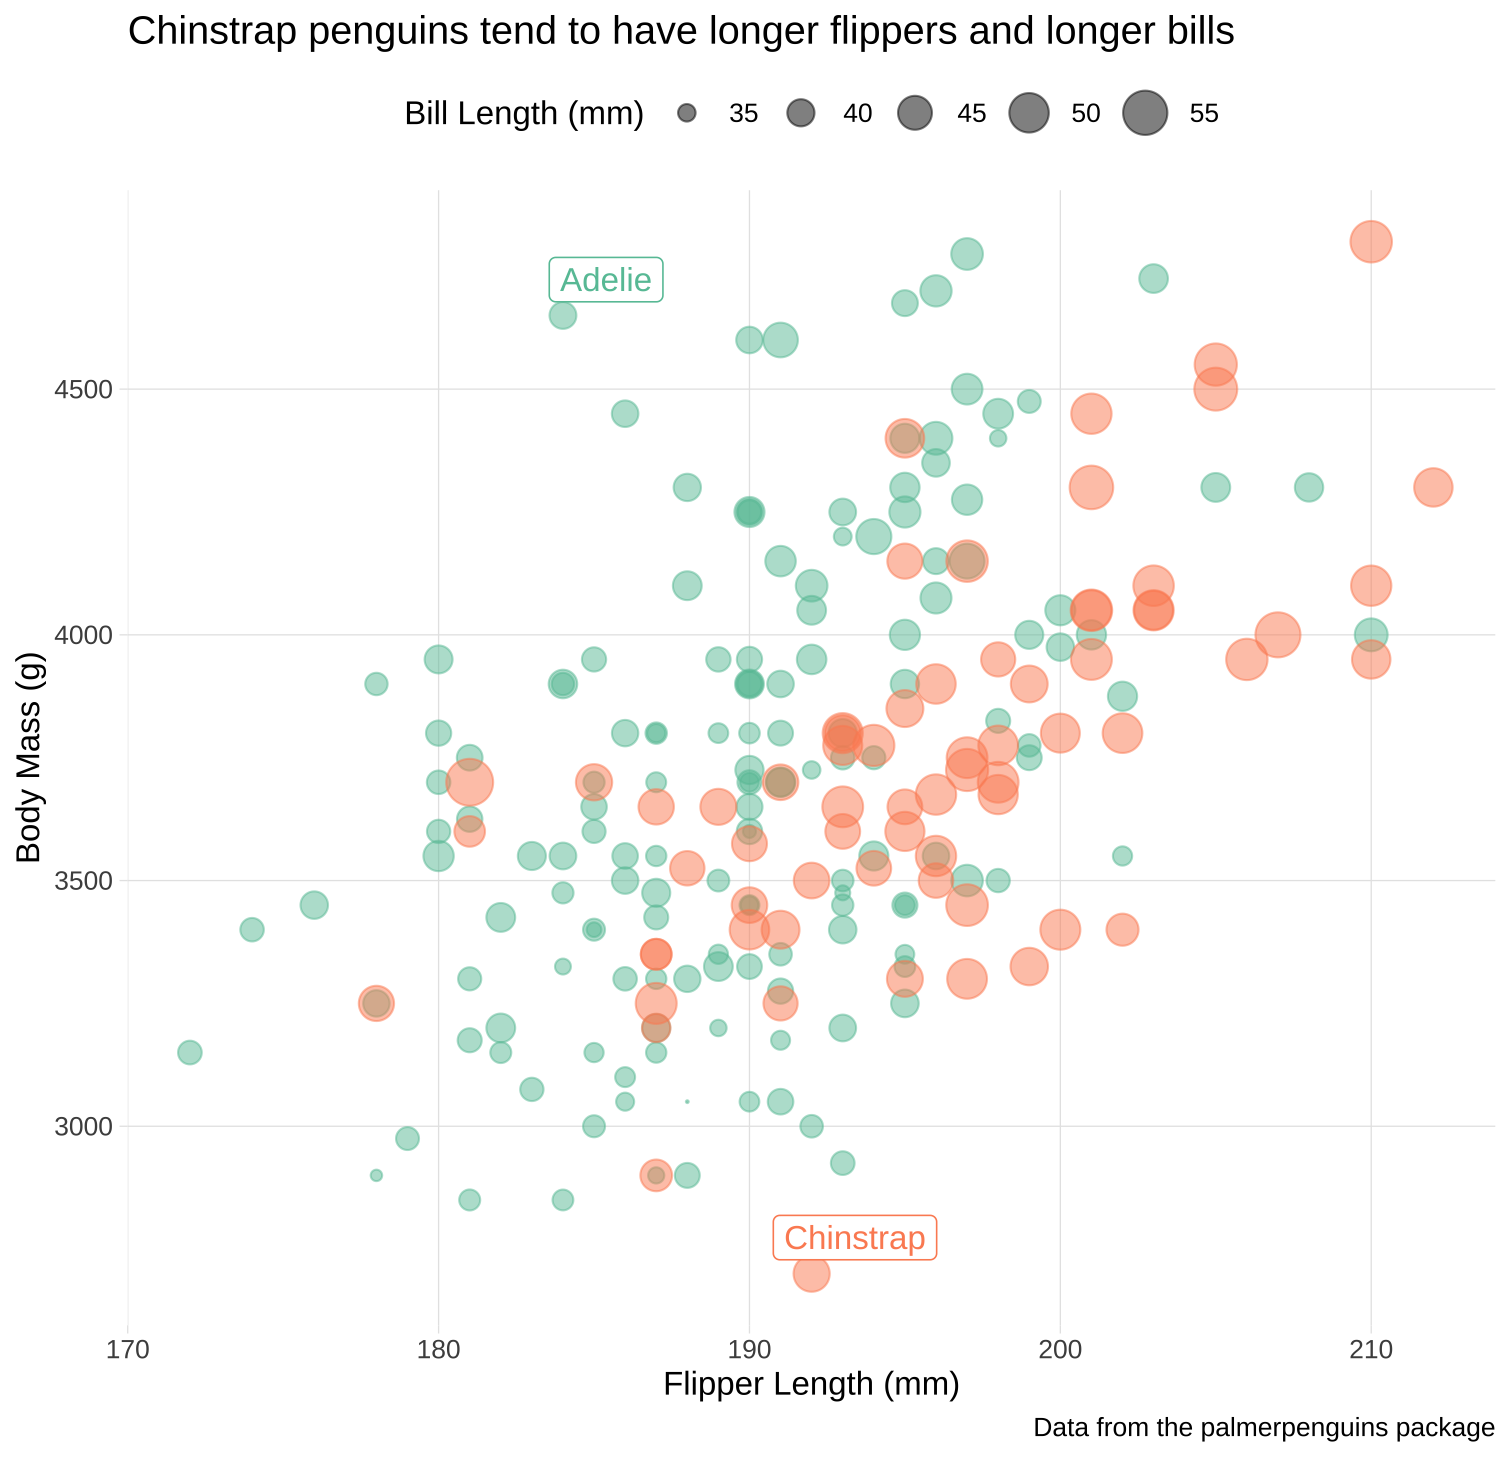 Chinstrap penguins tend to have longer flippers and longer bills
Bill Length (mm) 35 40 45 50 55
Adelie
4500
4000
Body Mass (g)
3500
3000
Chinstrap
170 180 190 200 210
Flipper Length (mm)
Data from the palmerpenguins package